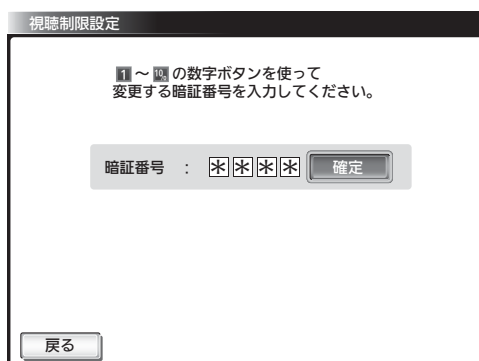 視聴制限設定
1 ～ 10 の数字ボタンを使って
変更する暗証番号を入力してください。
暗証番号 : ＊＊＊＊ 確定
戻る